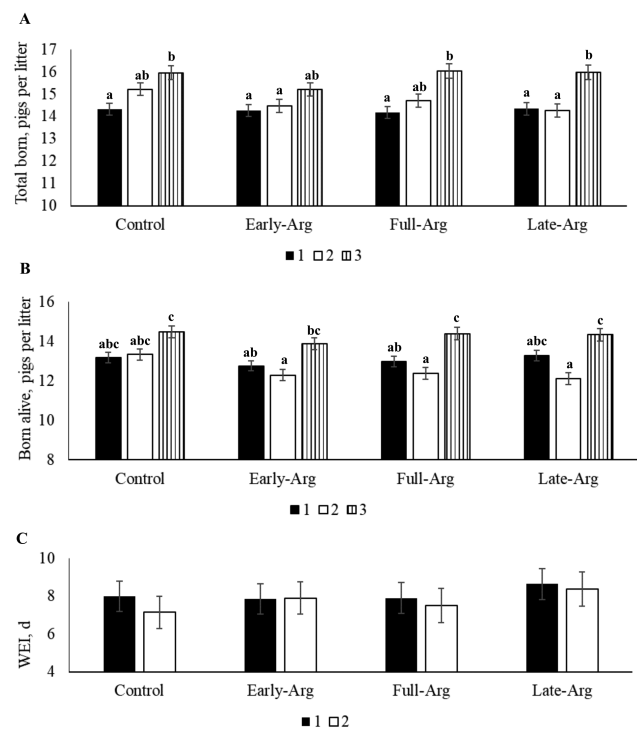 A
Total born, pigs per litter
17
16
15
14
13
12
11
10
a ab b a a ab a ab b a a b
Control Early-Arg Full-Arg Late-Arg
1 2 3
B
Born alive, pigs per litter
16
14
12
10
8
abc abc c ab a bc ab a c abc a c
Control Early-Arg Full-Arg Late-Arg
1 2 3
C
WEI, d
10
8
6
4
Control Early-Arg Full-Arg Late-Arg
1 2